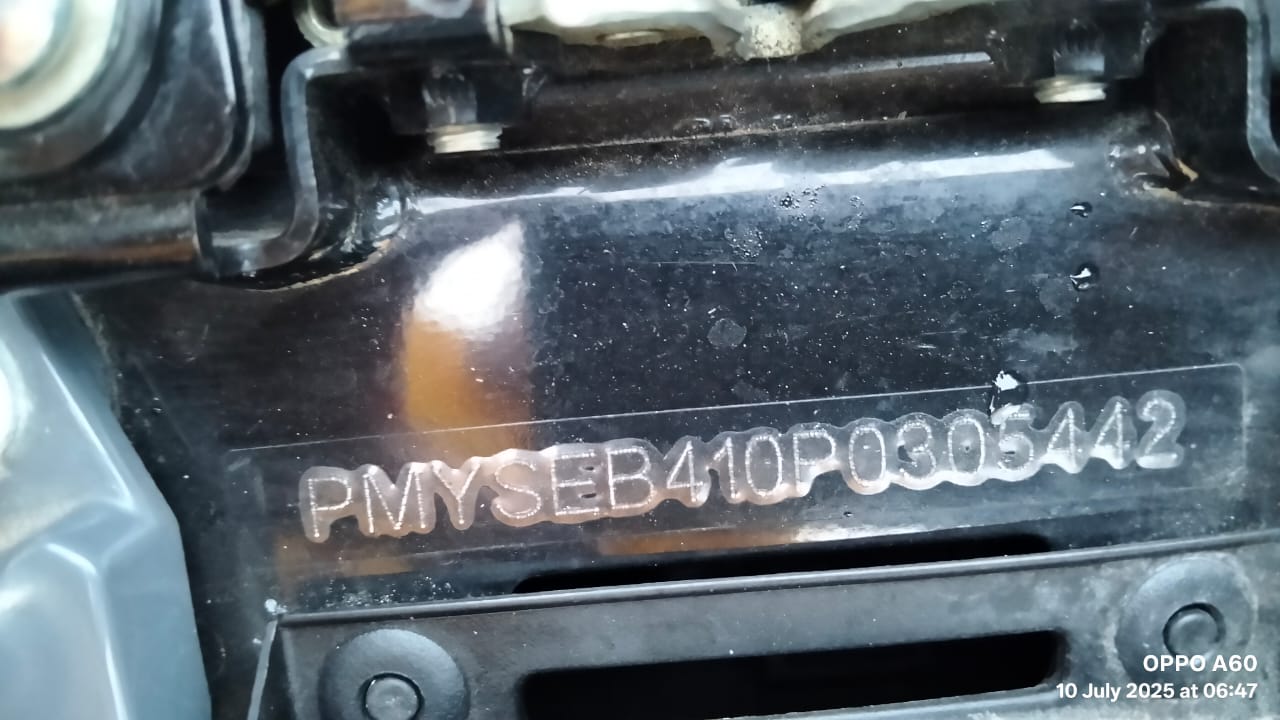 PMYSEB410P0305442
OPPO A60
10 July 2025 at 06:47